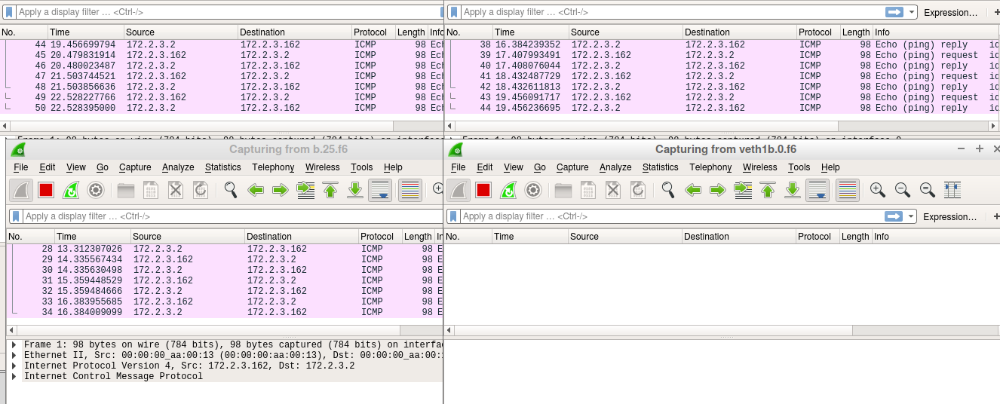 Apply a display filter … <Ctrl-/>
No. Time Source Destination Protocol Length Info
44 19.456699794 172.2.3.2 172.2.3.162 ICMP 98 Ech
45 20.479831914 172.2.3.162 172.2.3.2 ICMP 98 Ech
46 20.480023487 172.2.3.2 172.2.3.162 ICMP 98 Ech
47 21.503744521 172.2.3.162 172.2.3.2 ICMP 98 Ech
48 21.503856636 172.2.3.2 172.2.3.162 ICMP 98 Ech
49 22.528227766 172.2.3.162 172.2.3.2 ICMP 98 Ech
50 22.528395000 172.2.3.2 172.2.3.162 ICMP 98 Ech
Frame 1: 98 bytes on wire (784 bits), 98 bytes captured (784 bits) on interface
Apply a display filter … <Ctrl-/> Expression…
No. Time Source Destination Protocol Length Info
38 16.384239352 172.2.3.2 172.2.3.162 ICMP 98 Echo (ping) reply id
39 17.407993491 172.2.3.162 172.2.3.2 ICMP 98 Echo (ping) request id
40 17.408076044 172.2.3.2 172.2.3.162 ICMP 98 Echo (ping) reply id
41 18.432487729 172.2.3.162 172.2.3.2 ICMP 98 Echo (ping) request id
42 18.432611813 172.2.3.2 172.2.3.162 ICMP 98 Echo (ping) reply id
43 19.456091717 172.2.3.162 172.2.3.2 ICMP 98 Echo (ping) request id
44 19.456236695 172.2.3.2 172.2.3.162 ICMP 98 Echo (ping) reply id
Frame 1: 98 bytes on wire (784 bits), 98 bytes captured (784 bits) on interface 0
Capturing from b.25.f6
File Edit View Go Capture Analyze Statistics Telephony Wireless Tools Help
Apply a display filter … <Ctrl-/>
No. Time Source Destination Protocol Length In
28 13.312307026 172.2.3.2 172.2.3.162 ICMP 98 E
29 14.335567434 172.2.3.162 172.2.3.2 ICMP 98 E
30 14.335630498 172.2.3.2 172.2.3.162 ICMP 98 E
31 15.359448529 172.2.3.162 172.2.3.2 ICMP 98 E
32 15.359484666 172.2.3.2 172.2.3.162 ICMP 98 E
33 16.383955685 172.2.3.162 172.2.3.2 ICMP 98 E
34 16.384009099 172.2.3.2 172.2.3.162 ICMP 98 E
Frame 1: 98 bytes on wire (784 bits), 98 bytes captured (784 bits) on interfac
Ethernet II, Src: 00:00:00_aa:00:13 (00:00:00:aa:00:13), Dst: 00:00:00_aa:00:
Internet Protocol Version 4, Src: 172.2.3.162, Dst: 172.2.3.2
Internet Control Message Protocol
Capturing from veth1b.0.f6
File Edit View Go Capture Analyze Statistics Telephony Wireless Tools Help
Apply a display filter … <Ctrl-/> Expression…
No. Time Source Destination Protocol Length Info